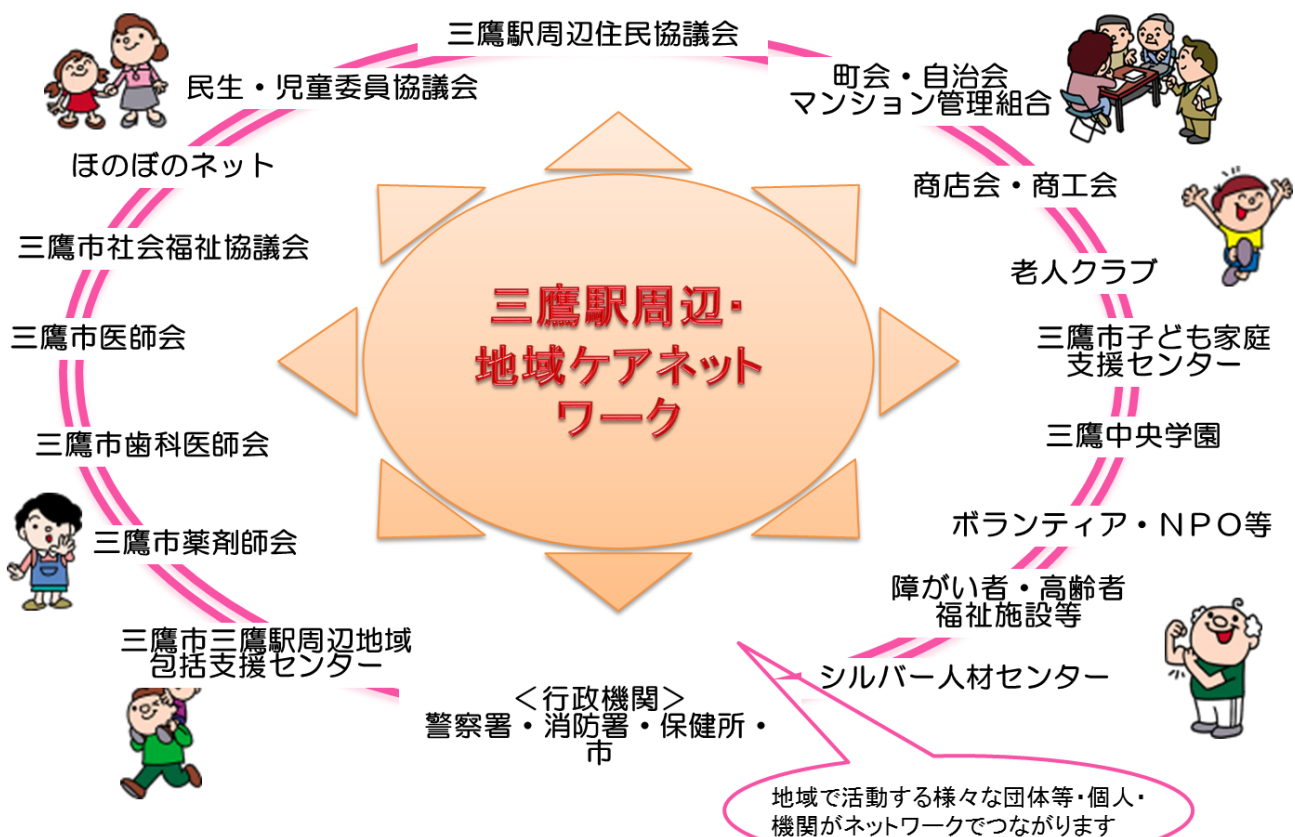 三鷹駅周辺住民協議会
町会・自治会
マンション管理組合
商店会・商工会
老人クラブ
三鷹市子ども家庭
支援センター
三鷹中央学園
ボランティア・NPO等
障がい者・高齢者
福祉施設等
シルバー人材センター
<行政機関>
警察署・消防署・保健所・
市
三鷹市三鷹駅周辺地域
包括支援センター
三鷹市薬剤師会
三鷹市歯科医師会
三鷹市医師会
三鷹市社会福祉協議会
ほのぼのネット
民生・児童委員協議会
三鷹駅周辺・
地域ケアネット
ワーク
地域で活動する様々な団体等・個人・
機関がネットワークでつながります